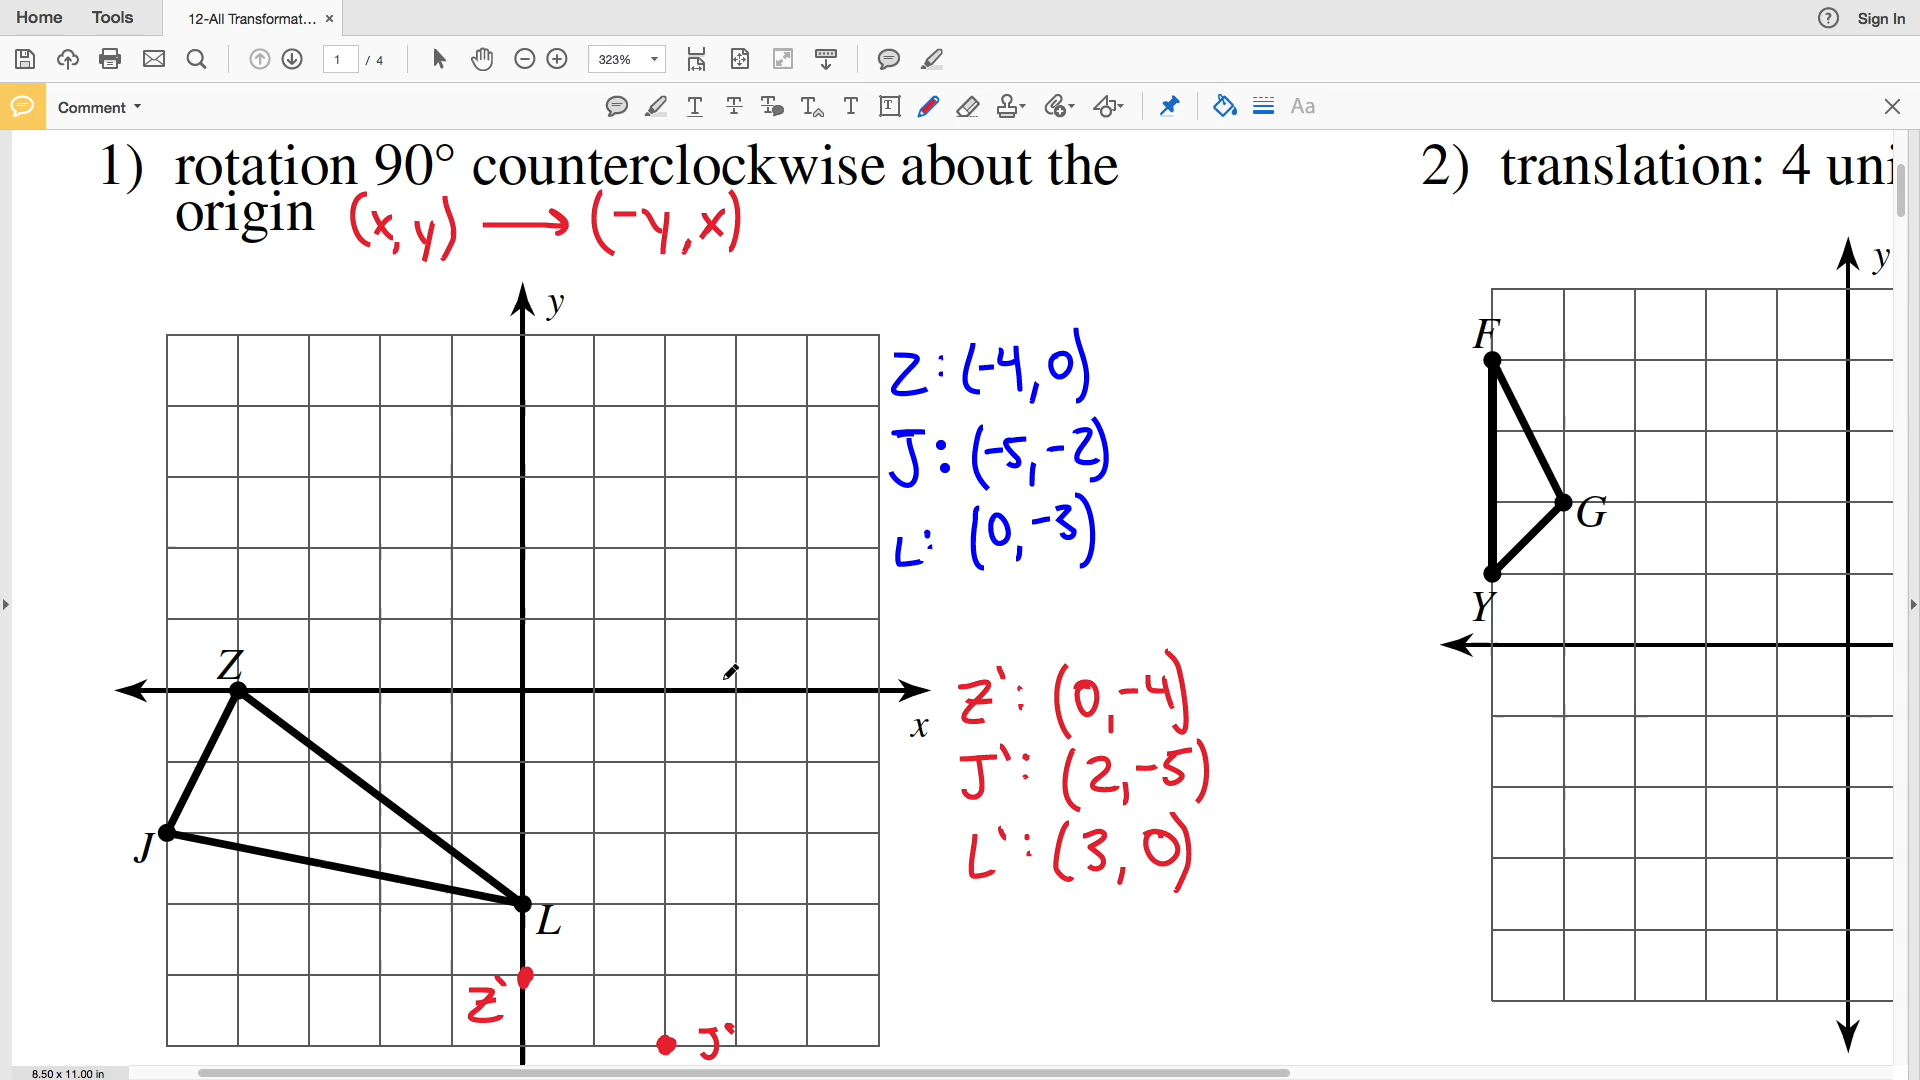 Home Tools 12-All Transformat... × ? Sign In
1 / 4 323%
Comment T T T T T T Aa
1) rotation 90° counterclockwise about the
origin (x,y) → (-y,x)
2) translation: 4 uni
y
Z: (-4,0)
J: (-5,-2)
L: (0,-3)
Z
J
L
x
Z': (0,-4)
J': (2,-5)
L': (3,0)
Z'
J'
y
F
G
Y
8.50 x 11.00 in